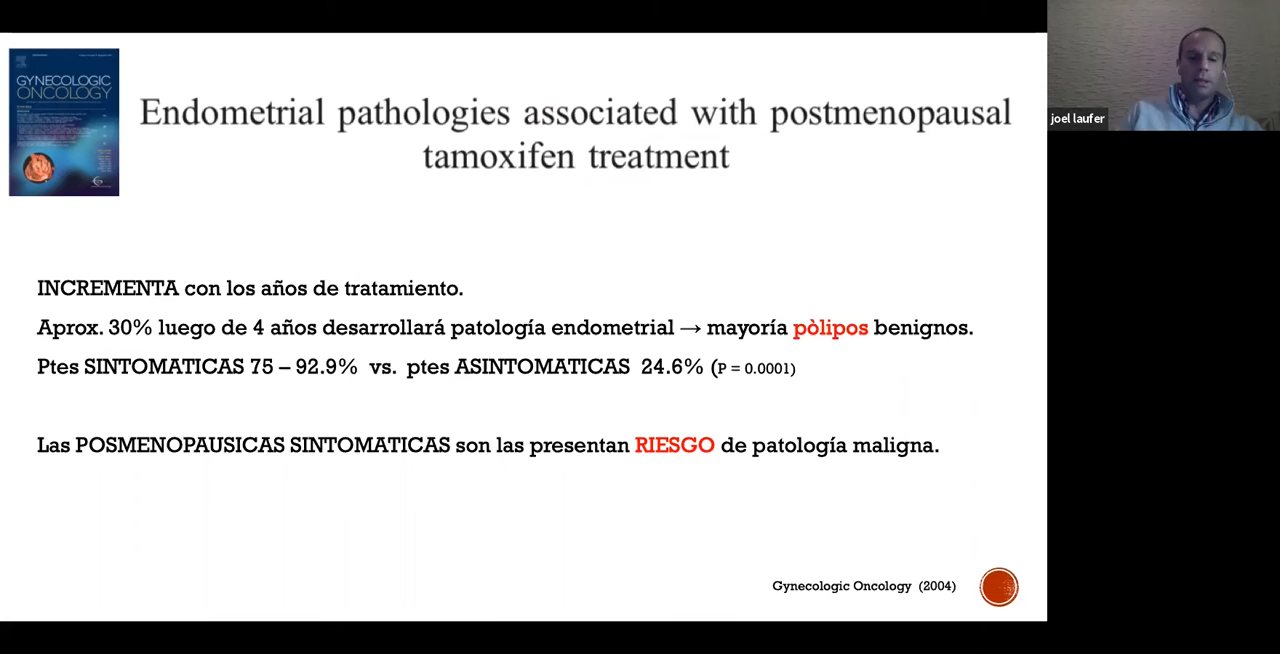 GYNECOLOGIC
ONCOLOGY
Endometrial pathologies associated with postmenopausal
tamoxifen treatment
joel laufer
INCREMENTA con los años de tratamiento.
Aprox. 30% luego de 4 años desarrollará patología endometrial → mayoría pòlipos benignos.
Ptes SINTOMATICAS 75 – 92.9% vs. ptes ASINTOMATICAS 24.6% (P = 0.0001)
Las POSMENOPAUSICAS SINTOMATICAS son las presentan RIESGO de patología maligna.
Gynecologic Oncology (2004)